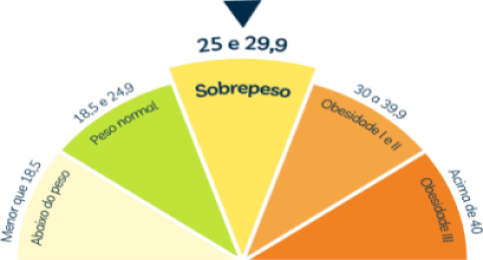 Menor que 18,5
Abaixo do peso
18,5 e 24,9
Peso normal
25 e 29,9
Sobrepeso
30 a 39,9
Obesidade I e II
Acima de 40
Obesidade III